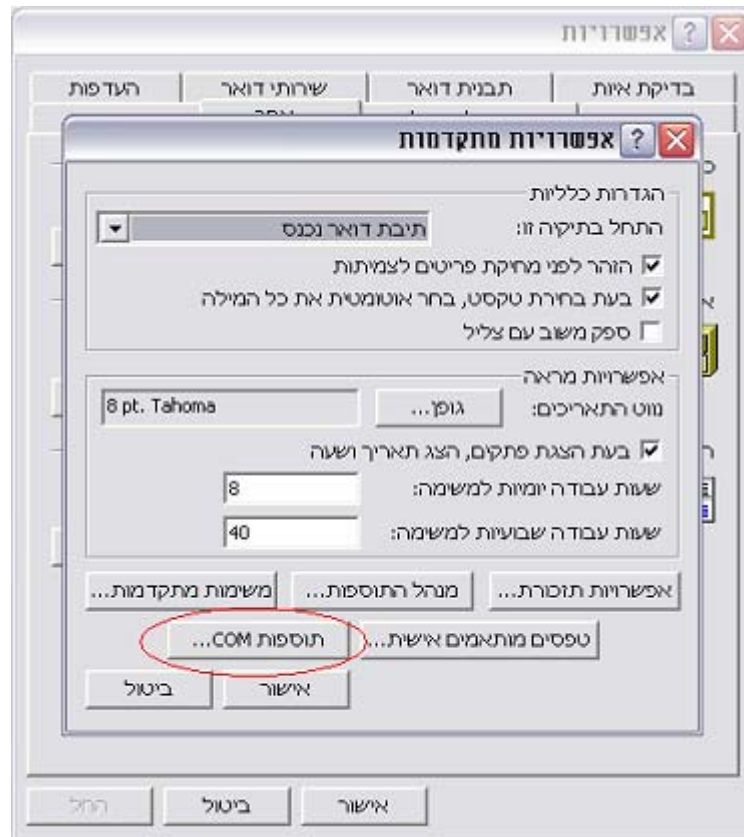 אפשרויות
העדפות שירותי דואר תבנית דואר בדיקת איות
אחר
אפשרויות מתקדמות
הגדרות כלליות
התחל בתיקיה זו: תיבת דואר נכנס
הזהר לפני מחיקת פריטים לצמיתות
בעת בחירת טקסט, בחר אוטומטית את כל המילה
ספק משוב עם צליל
אפשרויות מראה
נווט התאריכים: גופן... 8 pt. Tahoma
בעת הצגת פתקים, הצג תאריך ושעה
שעות עבודה יומיות למשימה: 8
שעות עבודה שבועיות למשימה: 40
אפשרויות תזכורת... מנהל התוספות... משימות מתקדמות...
טפסים מותאמים אישית... תוספות COM...
אישור ביטול
אישור ביטול החל